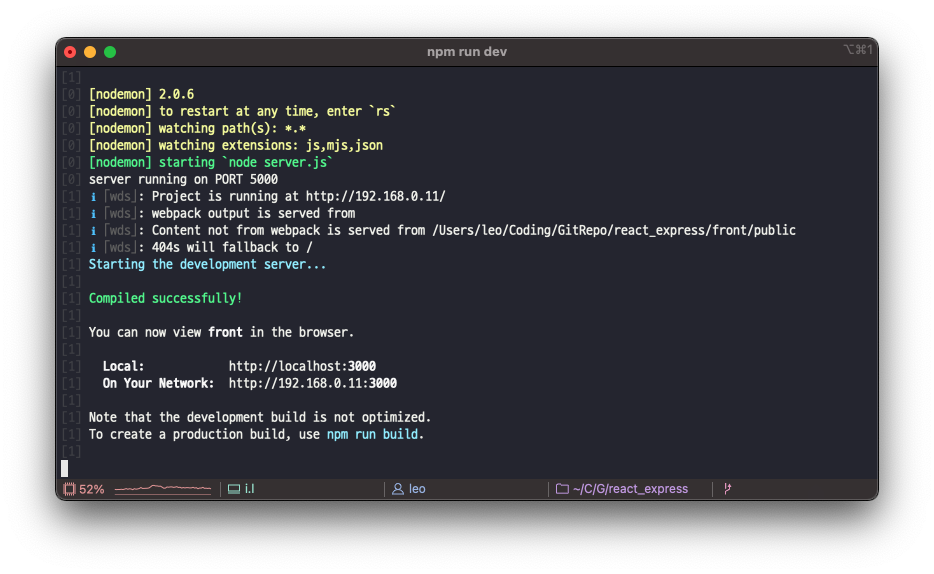 npm run dev
⌥⌘1
[1]
[0] [nodemon] 2.0.6
[0] [nodemon] to restart at any time, enter `rs`
[0] [nodemon] watching path(s): *.*
[0] [nodemon] watching extensions: js,mjs,json
[0] [nodemon] starting `node server.js`
[0] server running on PORT 5000
[1] ℹ ｢wds｣: Project is running at http://192.168.0.11/
[1] ℹ ｢wds｣: webpack output is served from
[1] ℹ ｢wds｣: Content not from webpack is served from /Users/leo/Coding/GitRepo/react_express/front/public
[1] ℹ ｢wds｣: 404s will fallback to /
[1] Starting the development server...
[1]
[1] Compiled successfully!
[1]
[1] You can now view front in the browser.
[1]
[1]   Local:            http://localhost:3000
[1]   On Your Network:  http://192.168.0.11:3000
[1]
[1] Note that the development build is not optimized.
[1] To create a production build, use npm run build.
[1]
52%
i.l
leo
~/C/G/react_express